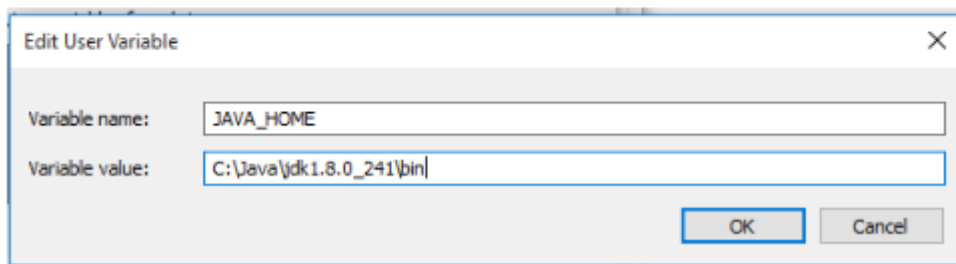 Edit User Variable
Variable name: JAVA_HOME
Variable value: C:\Java\jdk1.8.0_241\bin
OK Cancel